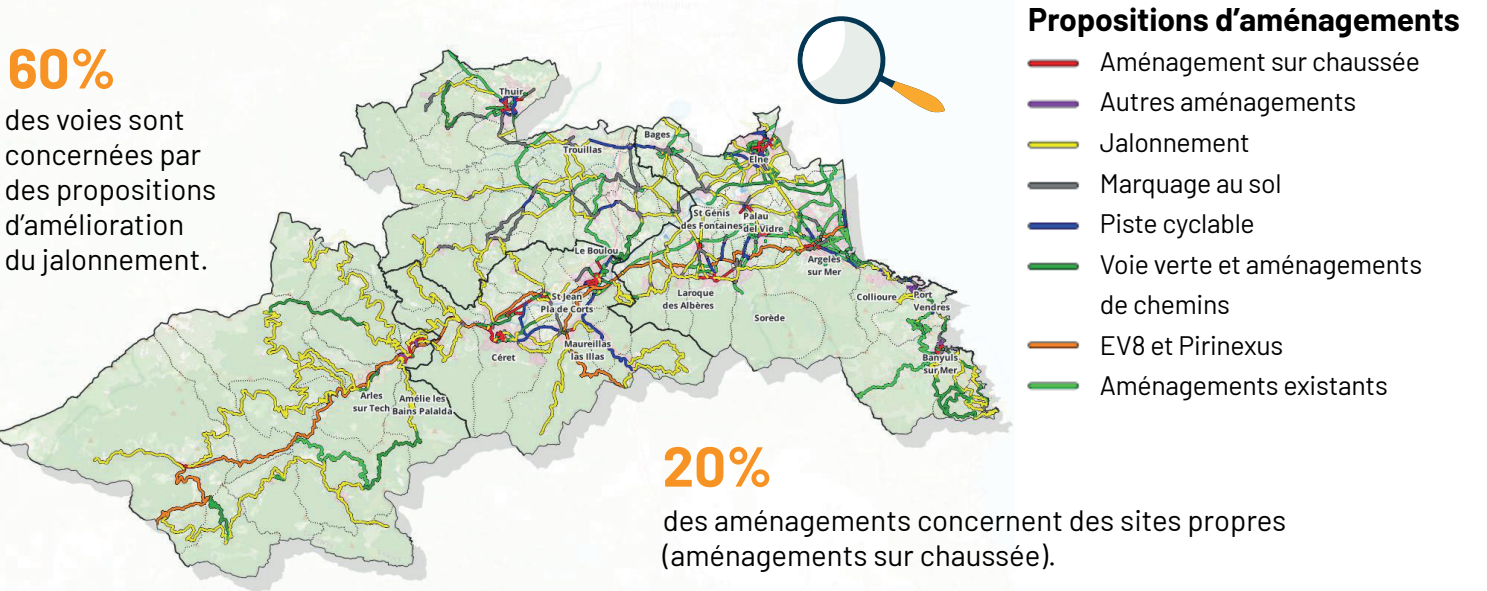 60%
des voies sont
concernées par
des propositions
d’amélioration
du jalonnement.
Thuir
Trouillas
Bages
Elne
St Génis
des Fontaines
Palau
del Vidre
Le Boulou
Argelès
sur Mer
St Jean
Pla de Corts
Laroque
des Albères
Sorède
Collioure
Port
Vendres
Céret
Maureillas
las Illas
Banyuls
sur Mer
Arles
sur Tech
Amélie les
Bains Palalda
20%
des aménagements concernent des sites propres
(aménagements sur chaussée).
Propositions d’aménagements
Aménagement sur chaussée
Autres aménagements
Jalonnement
Marquage au sol
Piste cyclable
Voie verte et aménagements
de chemins
EV8 et Pirinexus
Aménagements existants